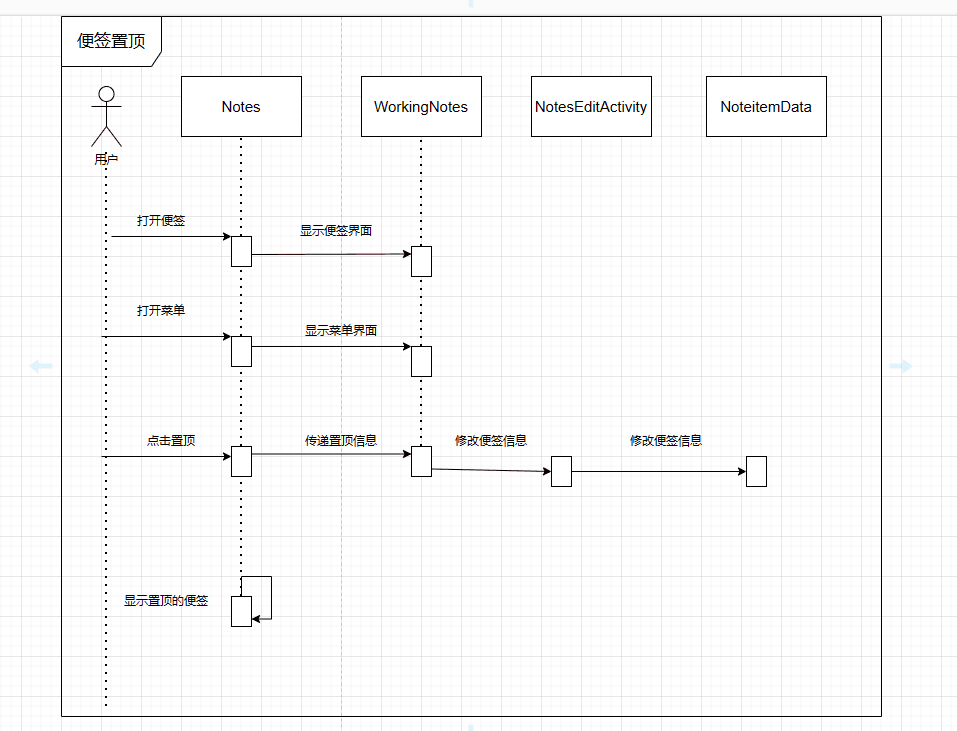 便签置顶
Notes
WorkingNotes
NotesEditActivity
NoteitemData
用户
打开便签
显示便签界面
打开菜单
显示菜单界面
点击置顶
传递置顶信息
修改便签信息
修改便签信息
显示置顶的便签